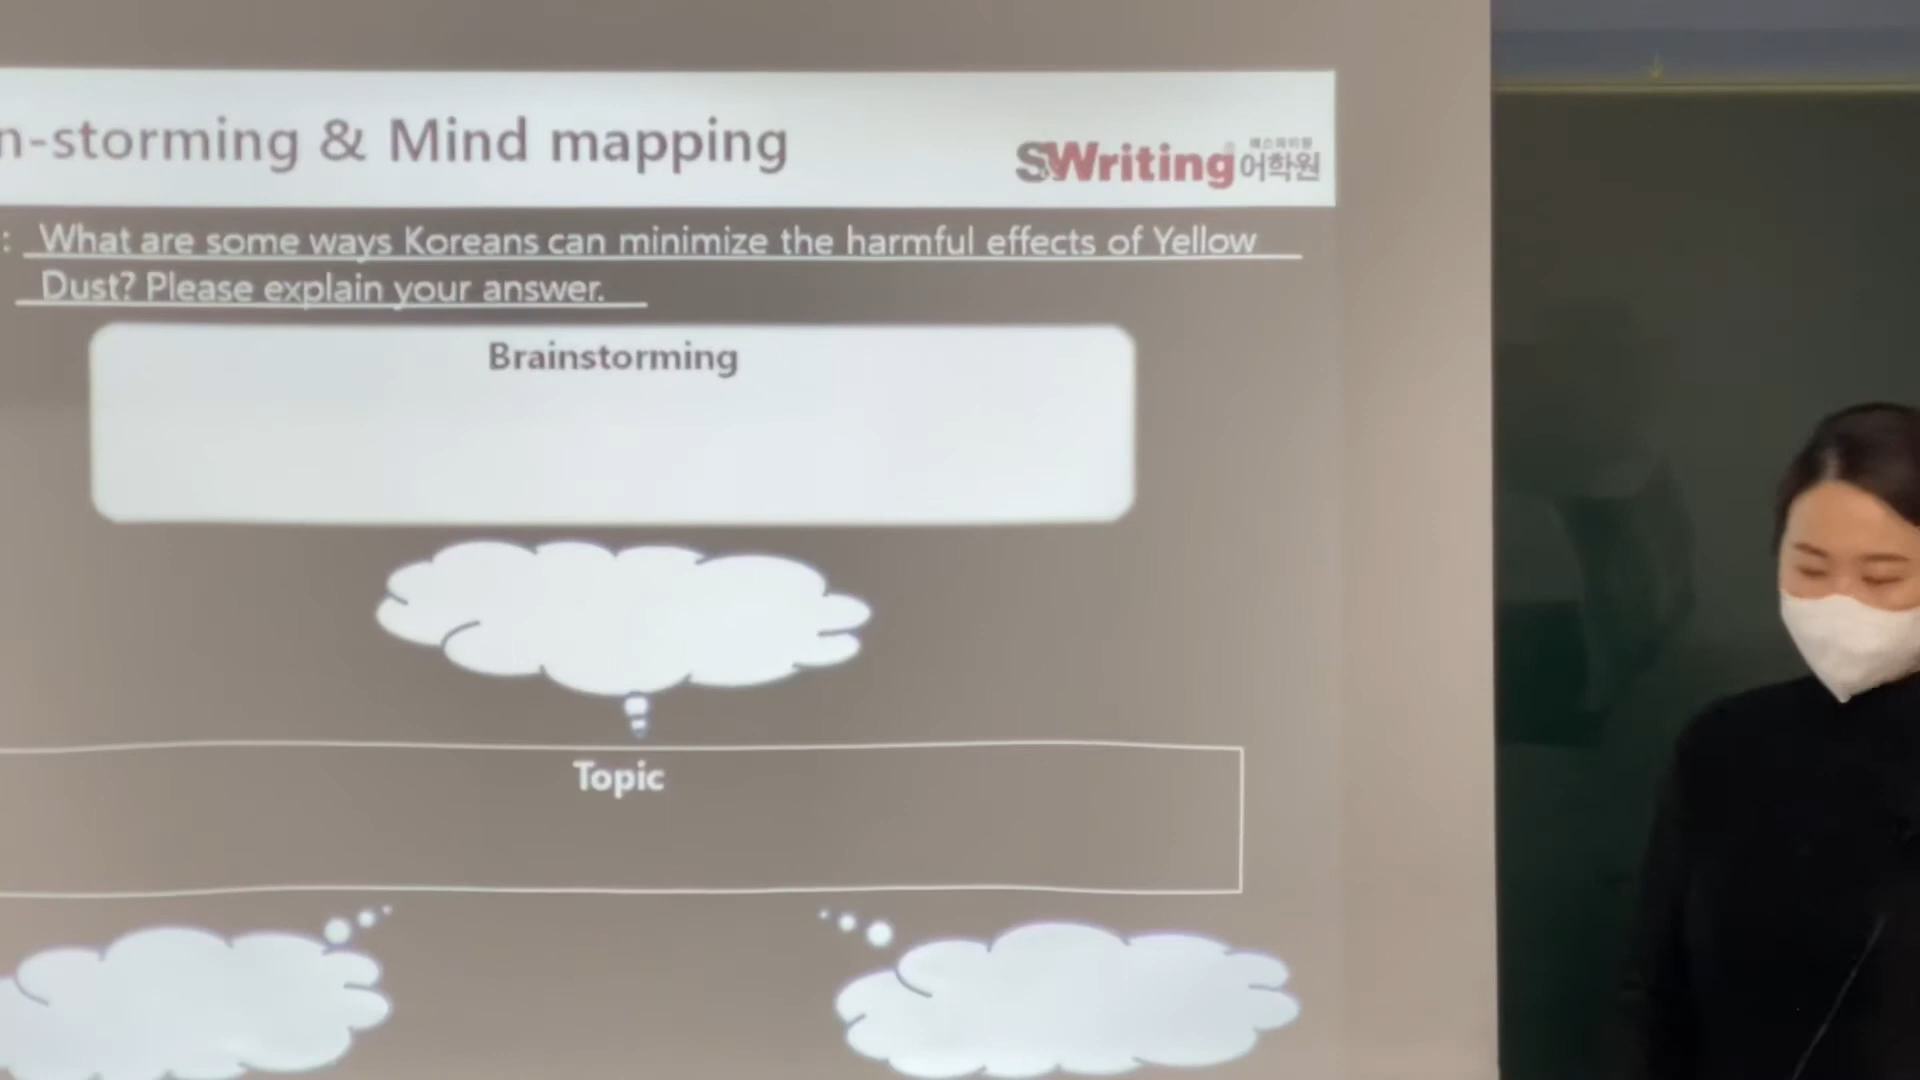 n-storming & Mind mapping
SWriting 어학원
: What are some ways Koreans can minimize the harmful effects of Yellow
Dust? Please explain your answer.
Brainstorming
Topic